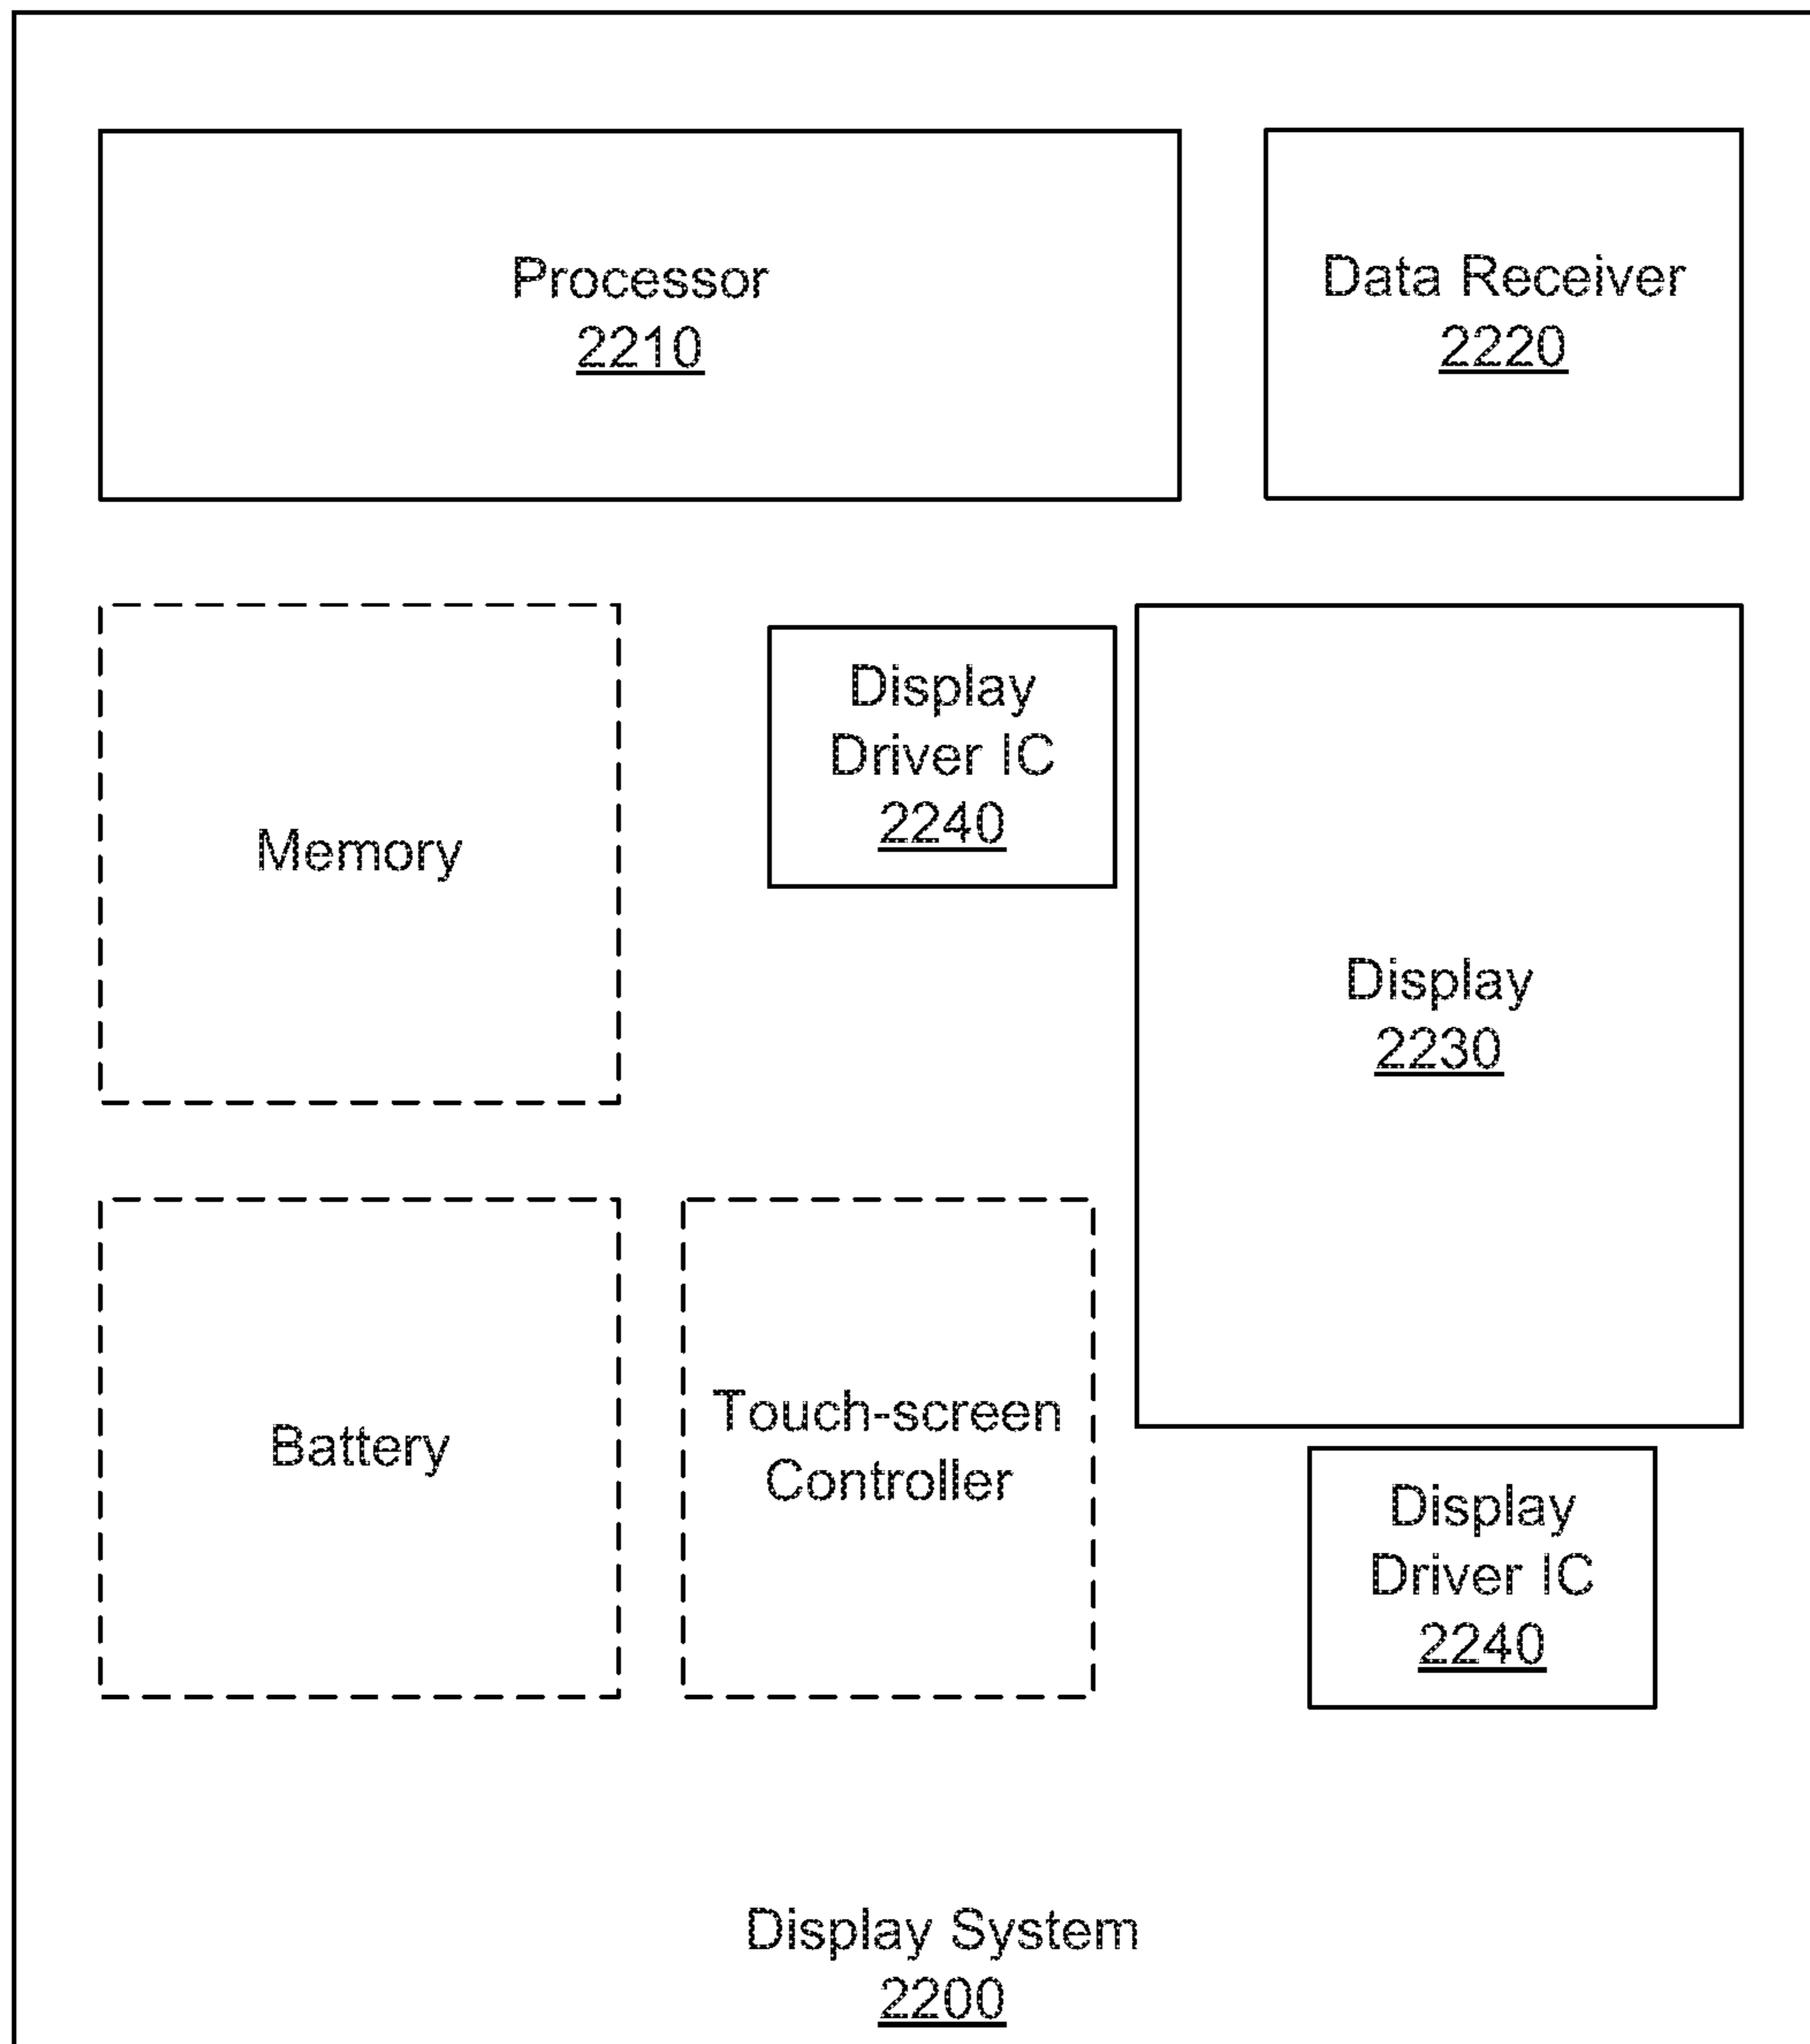 Processor
2210
Data Receiver
2220
Memory
Display
Driver IC
2240
Display
2230
Battery
Touch-screen
Controller
Display
Driver IC
2240
Display System
2200